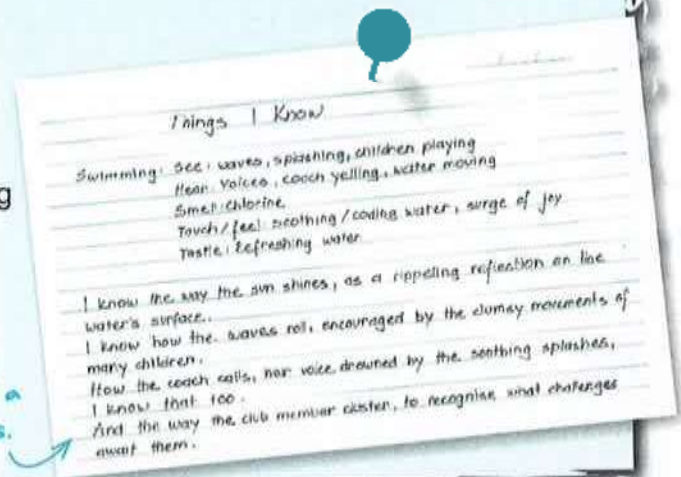 Things I Know
Swimming: See: waves, splashing, children playing
Hear: Voices, coach yelling, water moving
Smell: chlorine
Touch/feel: soothing/cooling water, surge of joy
Taste: Refreshing water
I know the way the sun shines, as a rippeling reflection on the
water's surface.
I know how the waves roll, encouraged by the clumsy movements of
many children.
How the coach calls, her voice drowned by the soothing splashes,
I know that too.
And the way the club member cluster, to recognise what challenges
await them.
g
a
s.